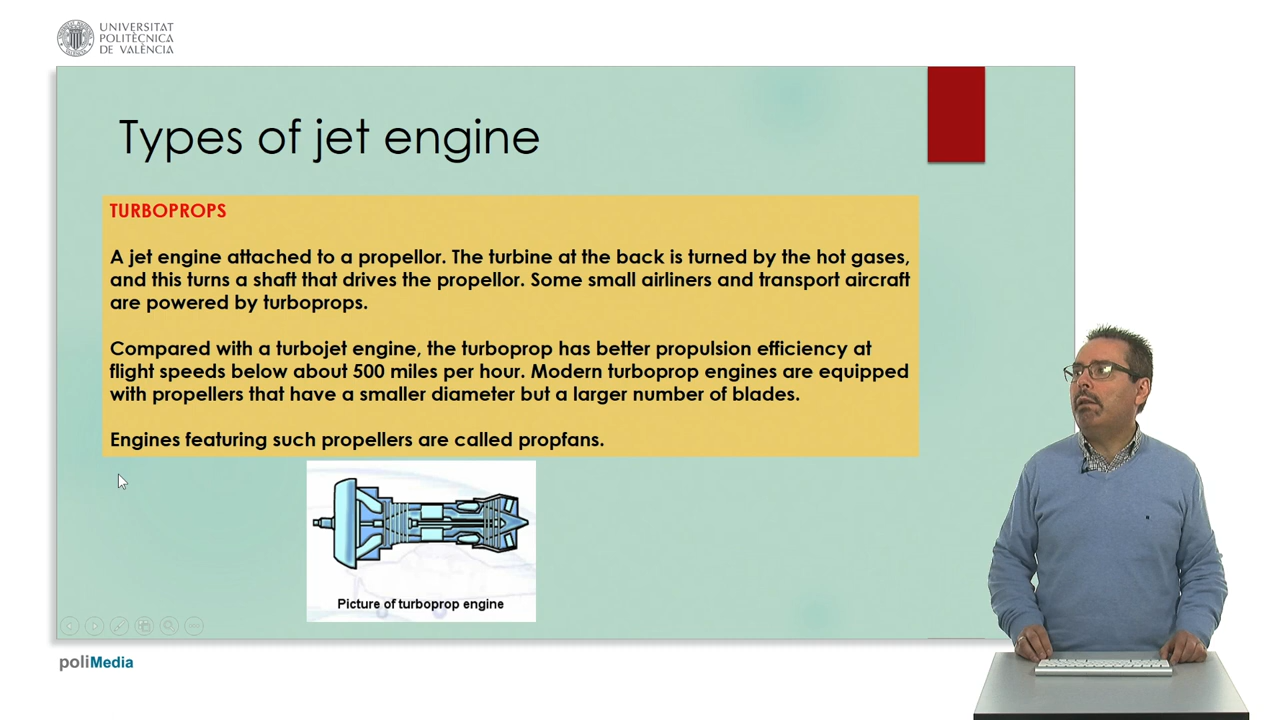 UNIVERSITAT
POLITÈCNICA
DE VALÈNCIA
Types of jet engine
TURBOPROPS
A jet engine attached to a propellor. The turbine at the back is turned by the hot gases,
and this turns a shaft that drives the propellor. Some small airliners and transport aircraft
are powered by turboprops.
Compared with a turbojet engine, the turboprop has better propulsion efficiency at
flight speeds below about 500 miles per hour. Modern turboprop engines are equipped
with propellers that have a smaller diameter but a larger number of blades.
Engines featuring such propellers are called propfans.
Picture of turboprop engine
poliMedia